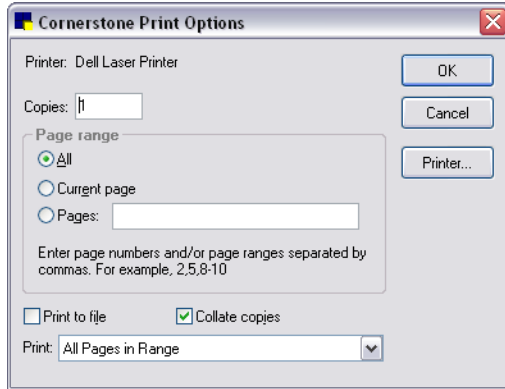 Cornerstone Print Options
Printer: Dell Laser Printer
OK
Copies: 1
Cancel
Page range
All
Printer...
Current page
Pages:
Enter page numbers and/or page ranges separated by
commas. For example, 2,5,8-10
Print to file
Collate copies
Print: All Pages in Range